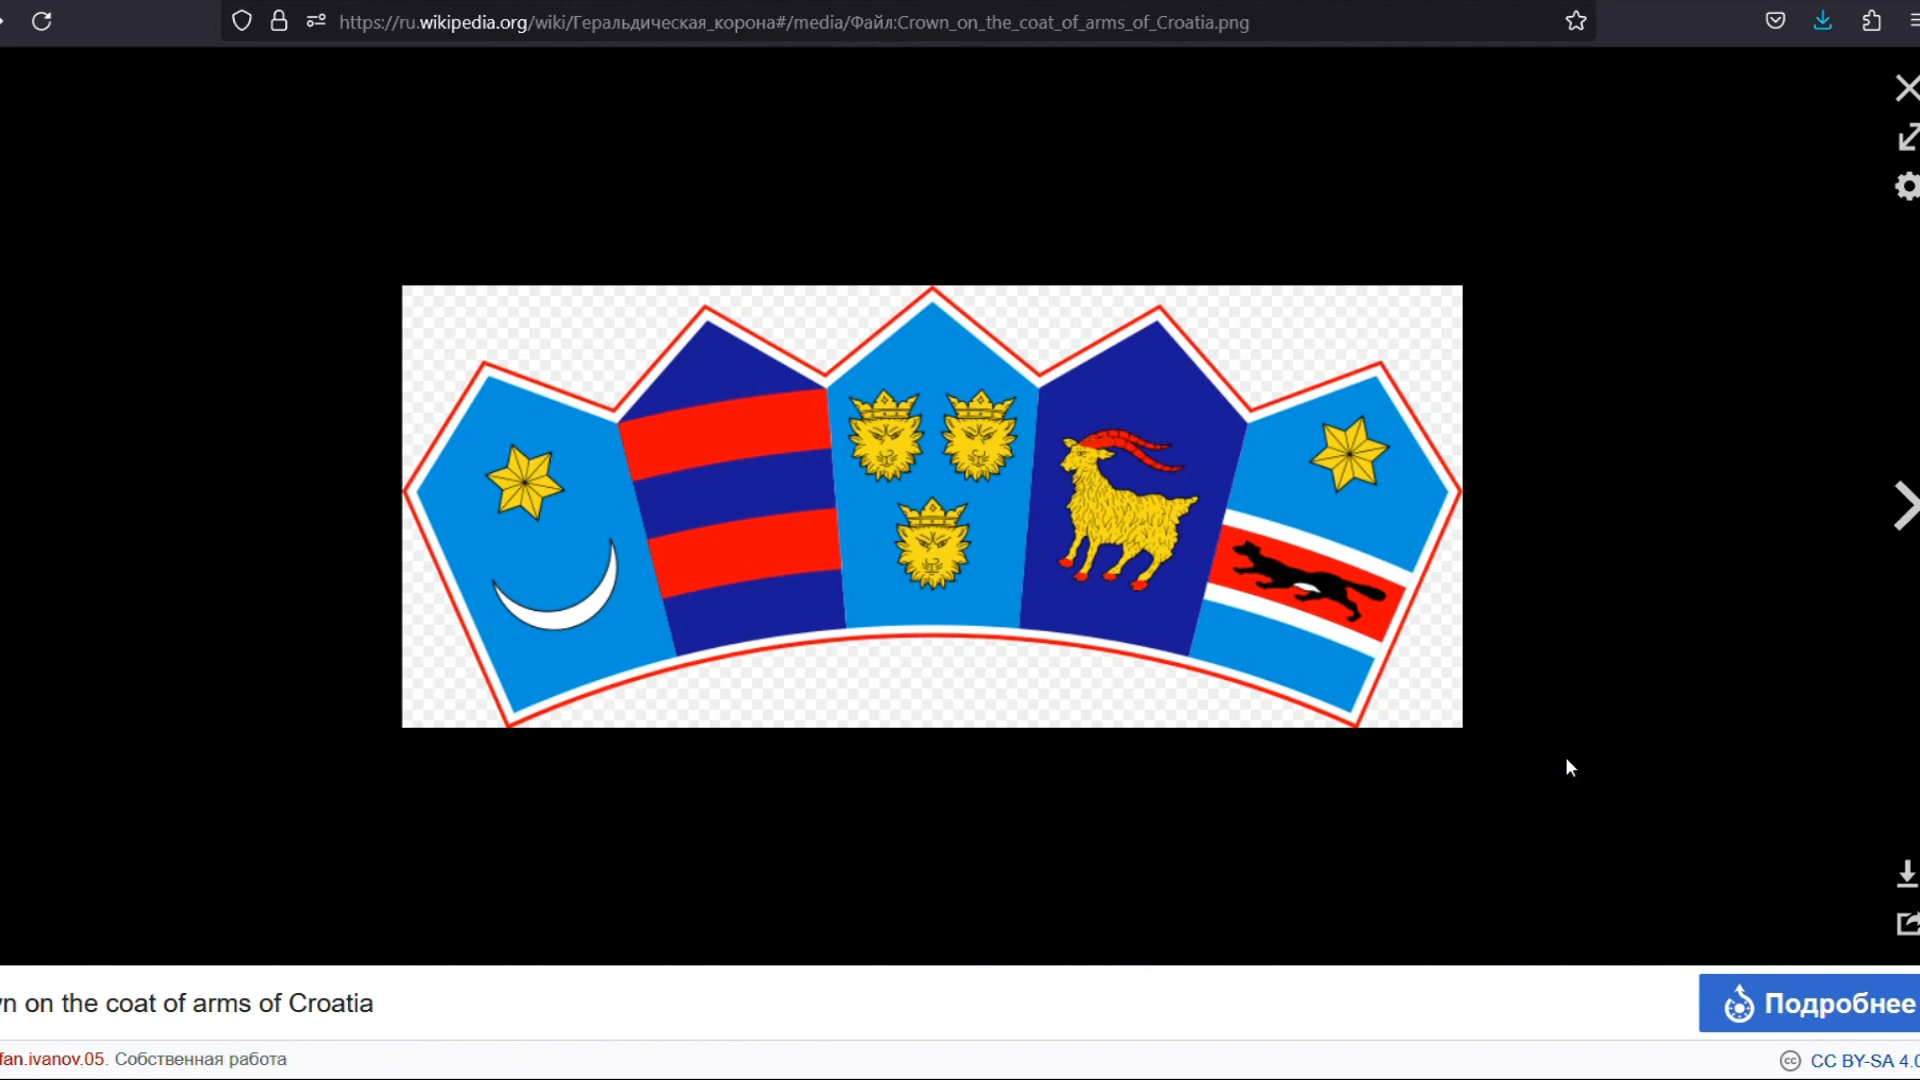 https://ru.wikipedia.org/wiki/Геральдическая_корона#/media/Файл:Crown_on_the_coat_of_arms_of_Croatia.png
on the coat of arms of Croatia
Подробнее
fan.ivanov.05. Собственная работа
CC BY-SA 4.0